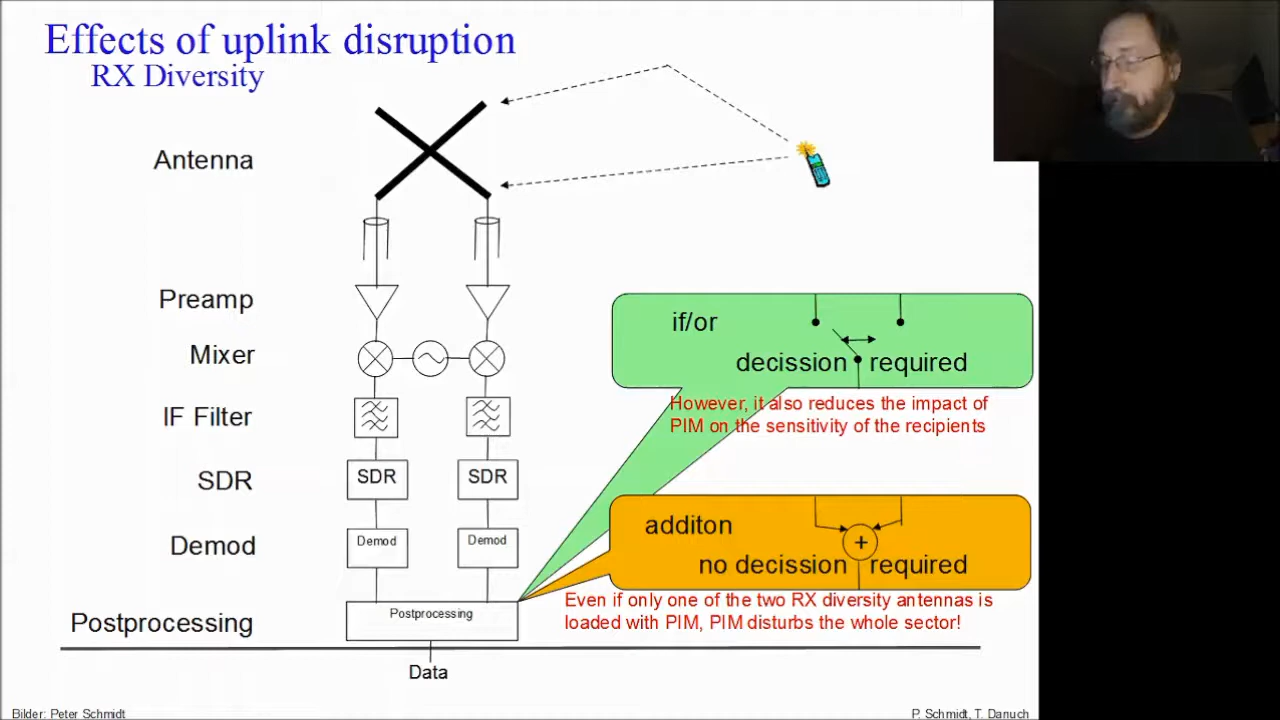 Effects of uplink disruption
RX Diversity
Antenna
Preamp
Mixer
IF Filter
SDR
SDR
SDR
Demod
Demod
Demod
Postprocessing
Postprocessing
Data
if/or
decission required
However, it also reduces the impact of
PIM on the sensitivity of the recipients
additon
+
no decission required
Even if only one of the two RX diversity antennas is
loaded with PIM, PIM disturbs the whole sector!
Bilder: Peter Schmidt
P. Schmidt, T. Danuch